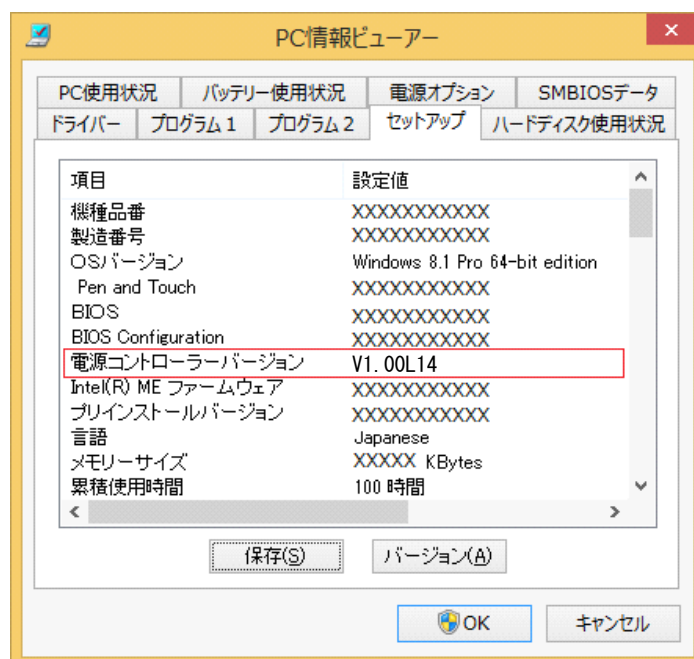 PC情報ビューアー
PC使用状況 バッテリー使用状況 電源オプション SMBIOSデータ
ドライバー プログラム1 プログラム2 セットアップ ハードディスク使用状況
項目 設定値
機種品番 XXXXXXXXXXX
製造番号 XXXXXXXXXXX
OSバージョン Windows 8.1 Pro 64-bit edition
Pen and Touch XXXXXXXXXXX
BIOS XXXXXXXXXXX
BIOS Configuration XXXXXXXXXXX
電源コントローラーバージョン V1.00L14
Intel(R) ME ファームウェア XXXXXXXXXXX
プリインストールバージョン XXXXXXXXXXX
言語 Japanese
メモリーサイズ XXXXX KBytes
累積使用時間 100 時間
保存(S) バージョン(A)
OK キャンセル